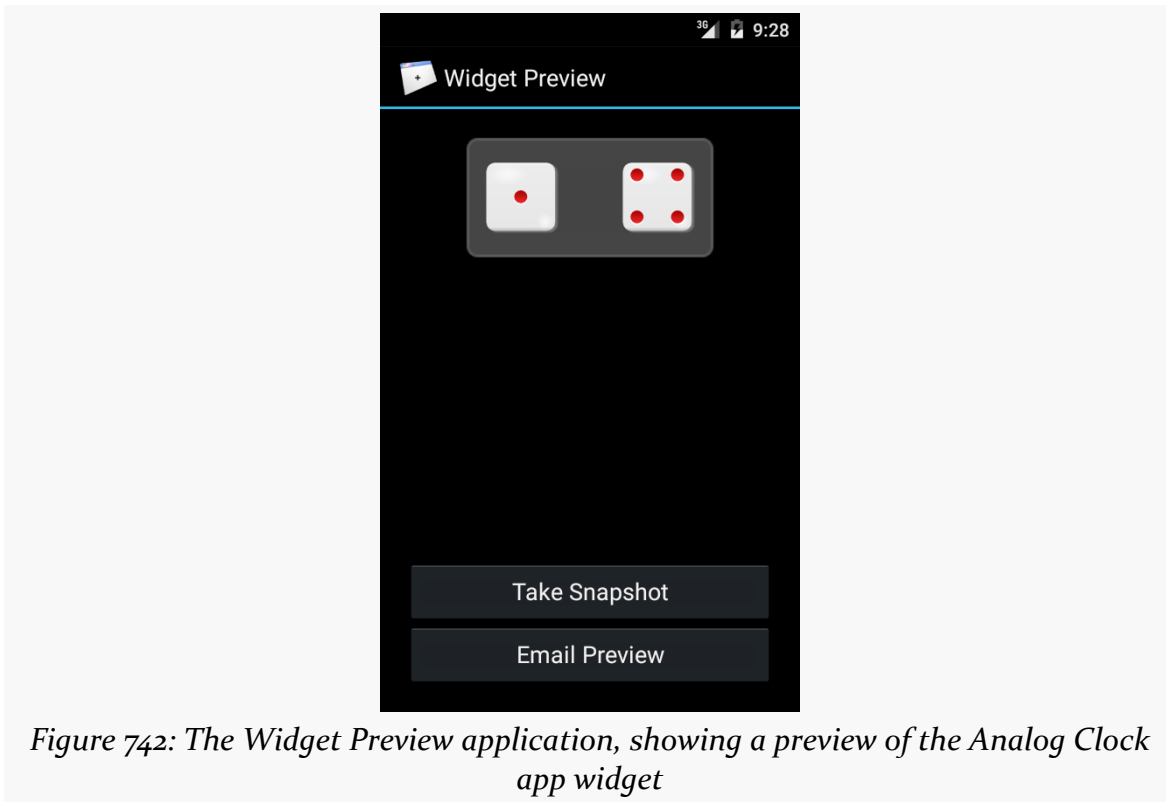 3G 9:28
Widget Preview
Take Snapshot
Email Preview
Figure 742: The Widget Preview application, showing a preview of the Analog Clock
app widget